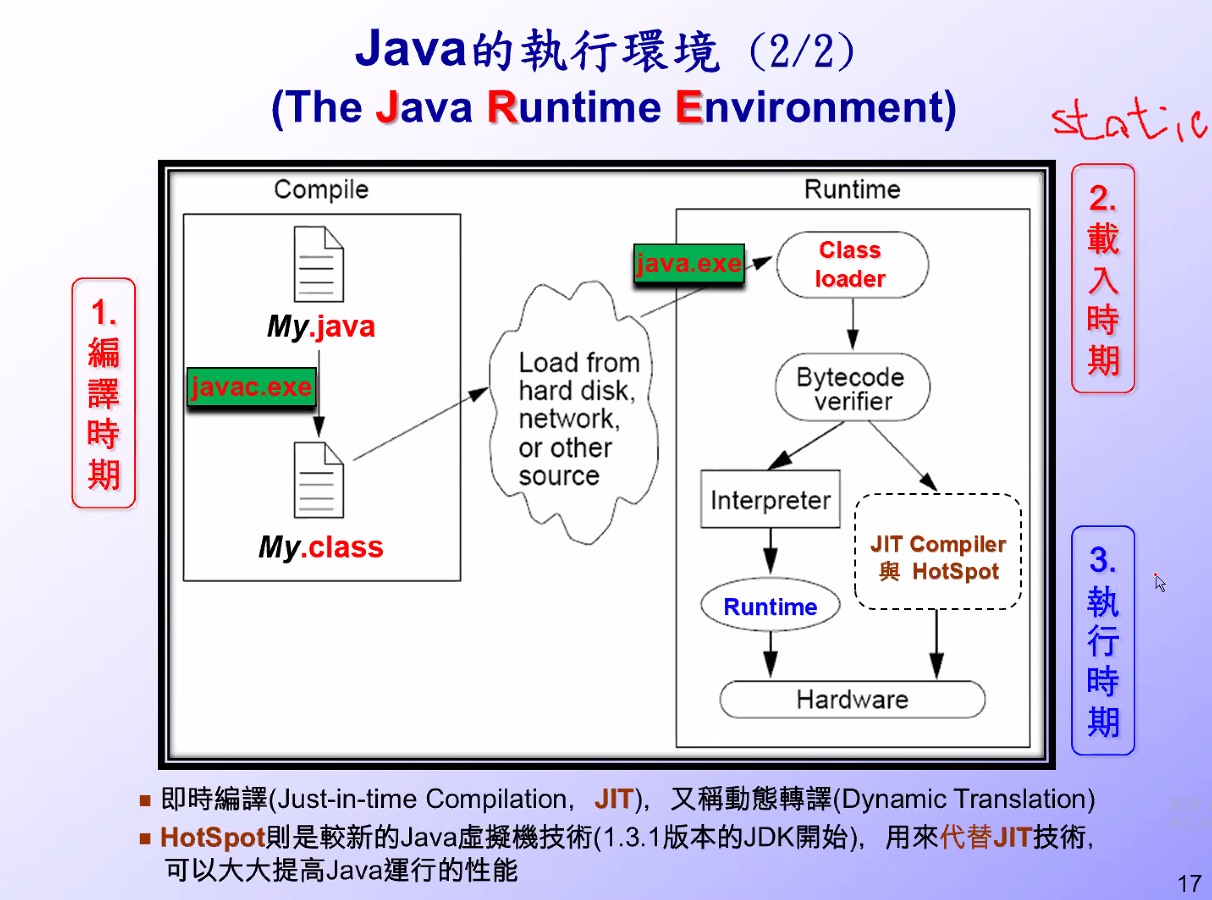 Java的執行環境 (2/2)
(The Java Runtime Environment)
static
Compile
My.java
javac.exe
My.class
1.
編
譯
時
期
Load from
hard disk,
network,
or other
source
Runtime
java.exe
Class
loader
Bytecode
verifier
Interpreter
Runtime
JIT Compiler
與 HotSpot
Hardware
2.
載
入
時
期
3.
執
行
時
期
■ 即時編譯(Just-in-time Compilation，JIT)，又稱動態轉譯(Dynamic Translation)
■ HotSpot則是較新的Java虛擬機技術(1.3.1版本的JDK開始)，用來代替JIT技術，
可以大大提高Java運行的性能
17